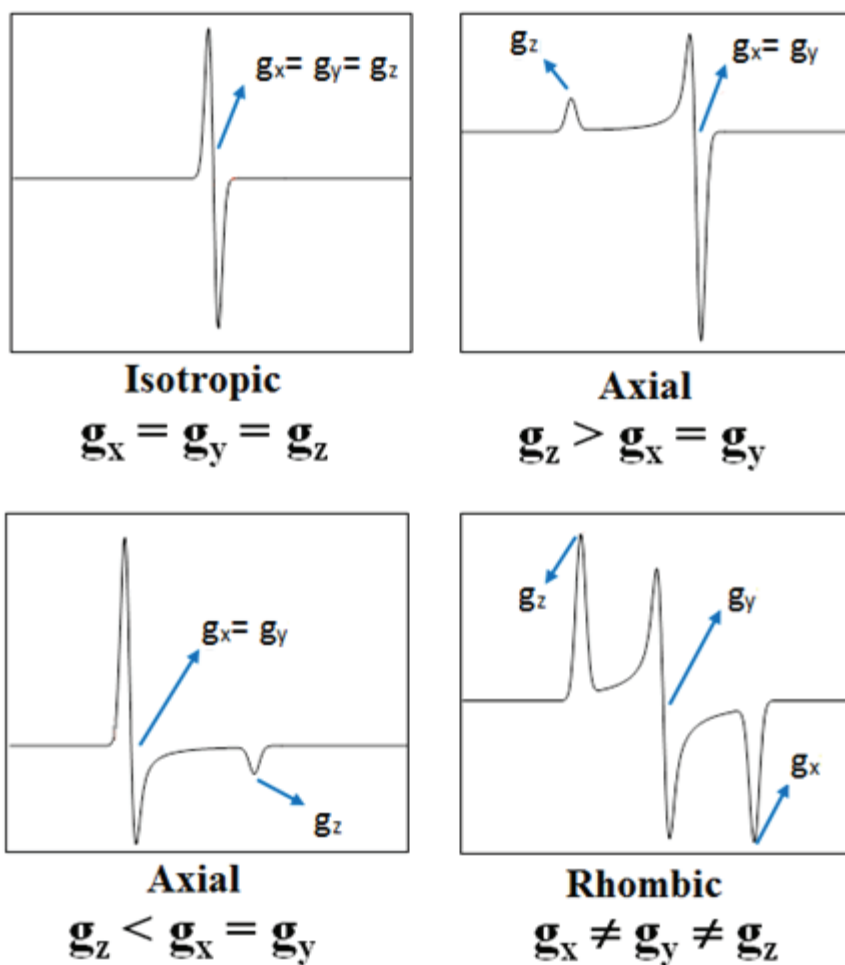 gx= gy= gz
Isotropic
gx = gy = gz
gz
gx= gy
Axial
gz > gx = gy
gx= gy
gz
Axial
gz < gx = gy
gz
gy
gx
Rhombic
gx ≠ gy ≠ gz